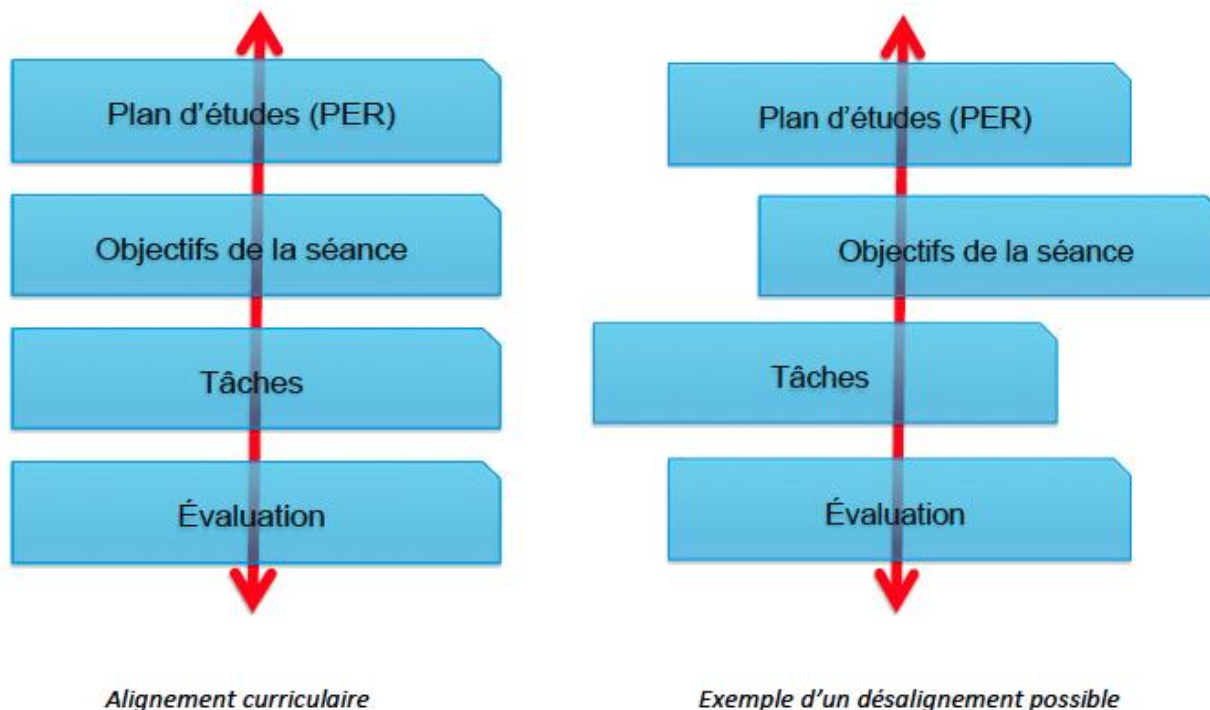 Plan d'études (PER)
Objectifs de la séance
Tâches
Évaluation
Alignement curriculaire
Plan d'études (PER)
Objectifs de la séance
Tâches
Évaluation
Exemple d'un désalignement possible